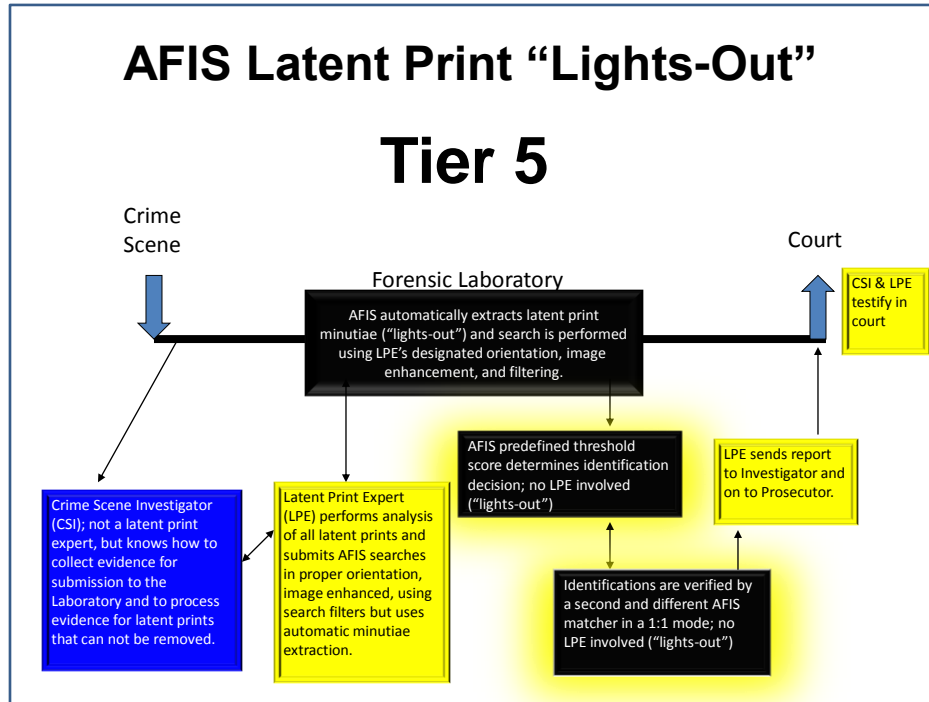 AFIS Latent Print “Lights-Out”
Tier 5
Crime
Scene
Court
Forensic Laboratory
AFIS automatically extracts latent print
minutiae (“lights-out”) and search is performed
using LPE’s designated orientation, image
enhancement, and filtering.
CSI & LPE
testify in
court
AFIS predefined threshold
score determines identification
decision; no LPE involved
(“lights-out”)
LPE sends report
to Investigator and
on to Prosecutor.
Crime Scene Investigator
(CSI); not a latent print
expert, but knows how to
collect evidence for
submission to the
Laboratory and to process
evidence for latent prints
that can not be removed.
Latent Print Expert
(LPE) performs analysis
of all latent prints and
submits AFIS searches
in proper orientation,
image enhanced, using
search filters but uses
automatic minutiae
extraction.
Identifications are verified by
a second and different AFIS
matcher in a 1:1 mode; no
LPE involved (“lights-out”)